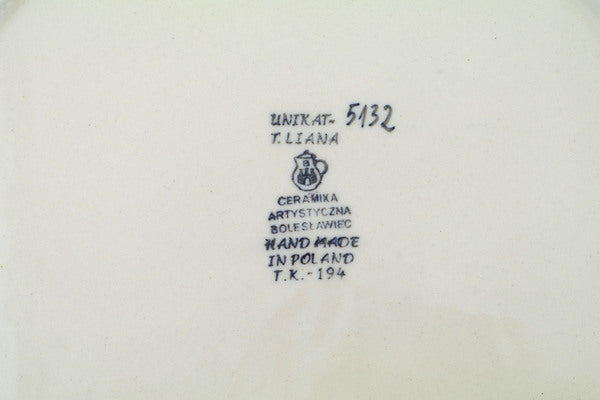 UNIKAT- 5132
T. LIANA
B
CERAMIKA
ARTYSTYCZNA
BOLESŁAWIEC
HAND MADE
IN POLAND
T.K.-194